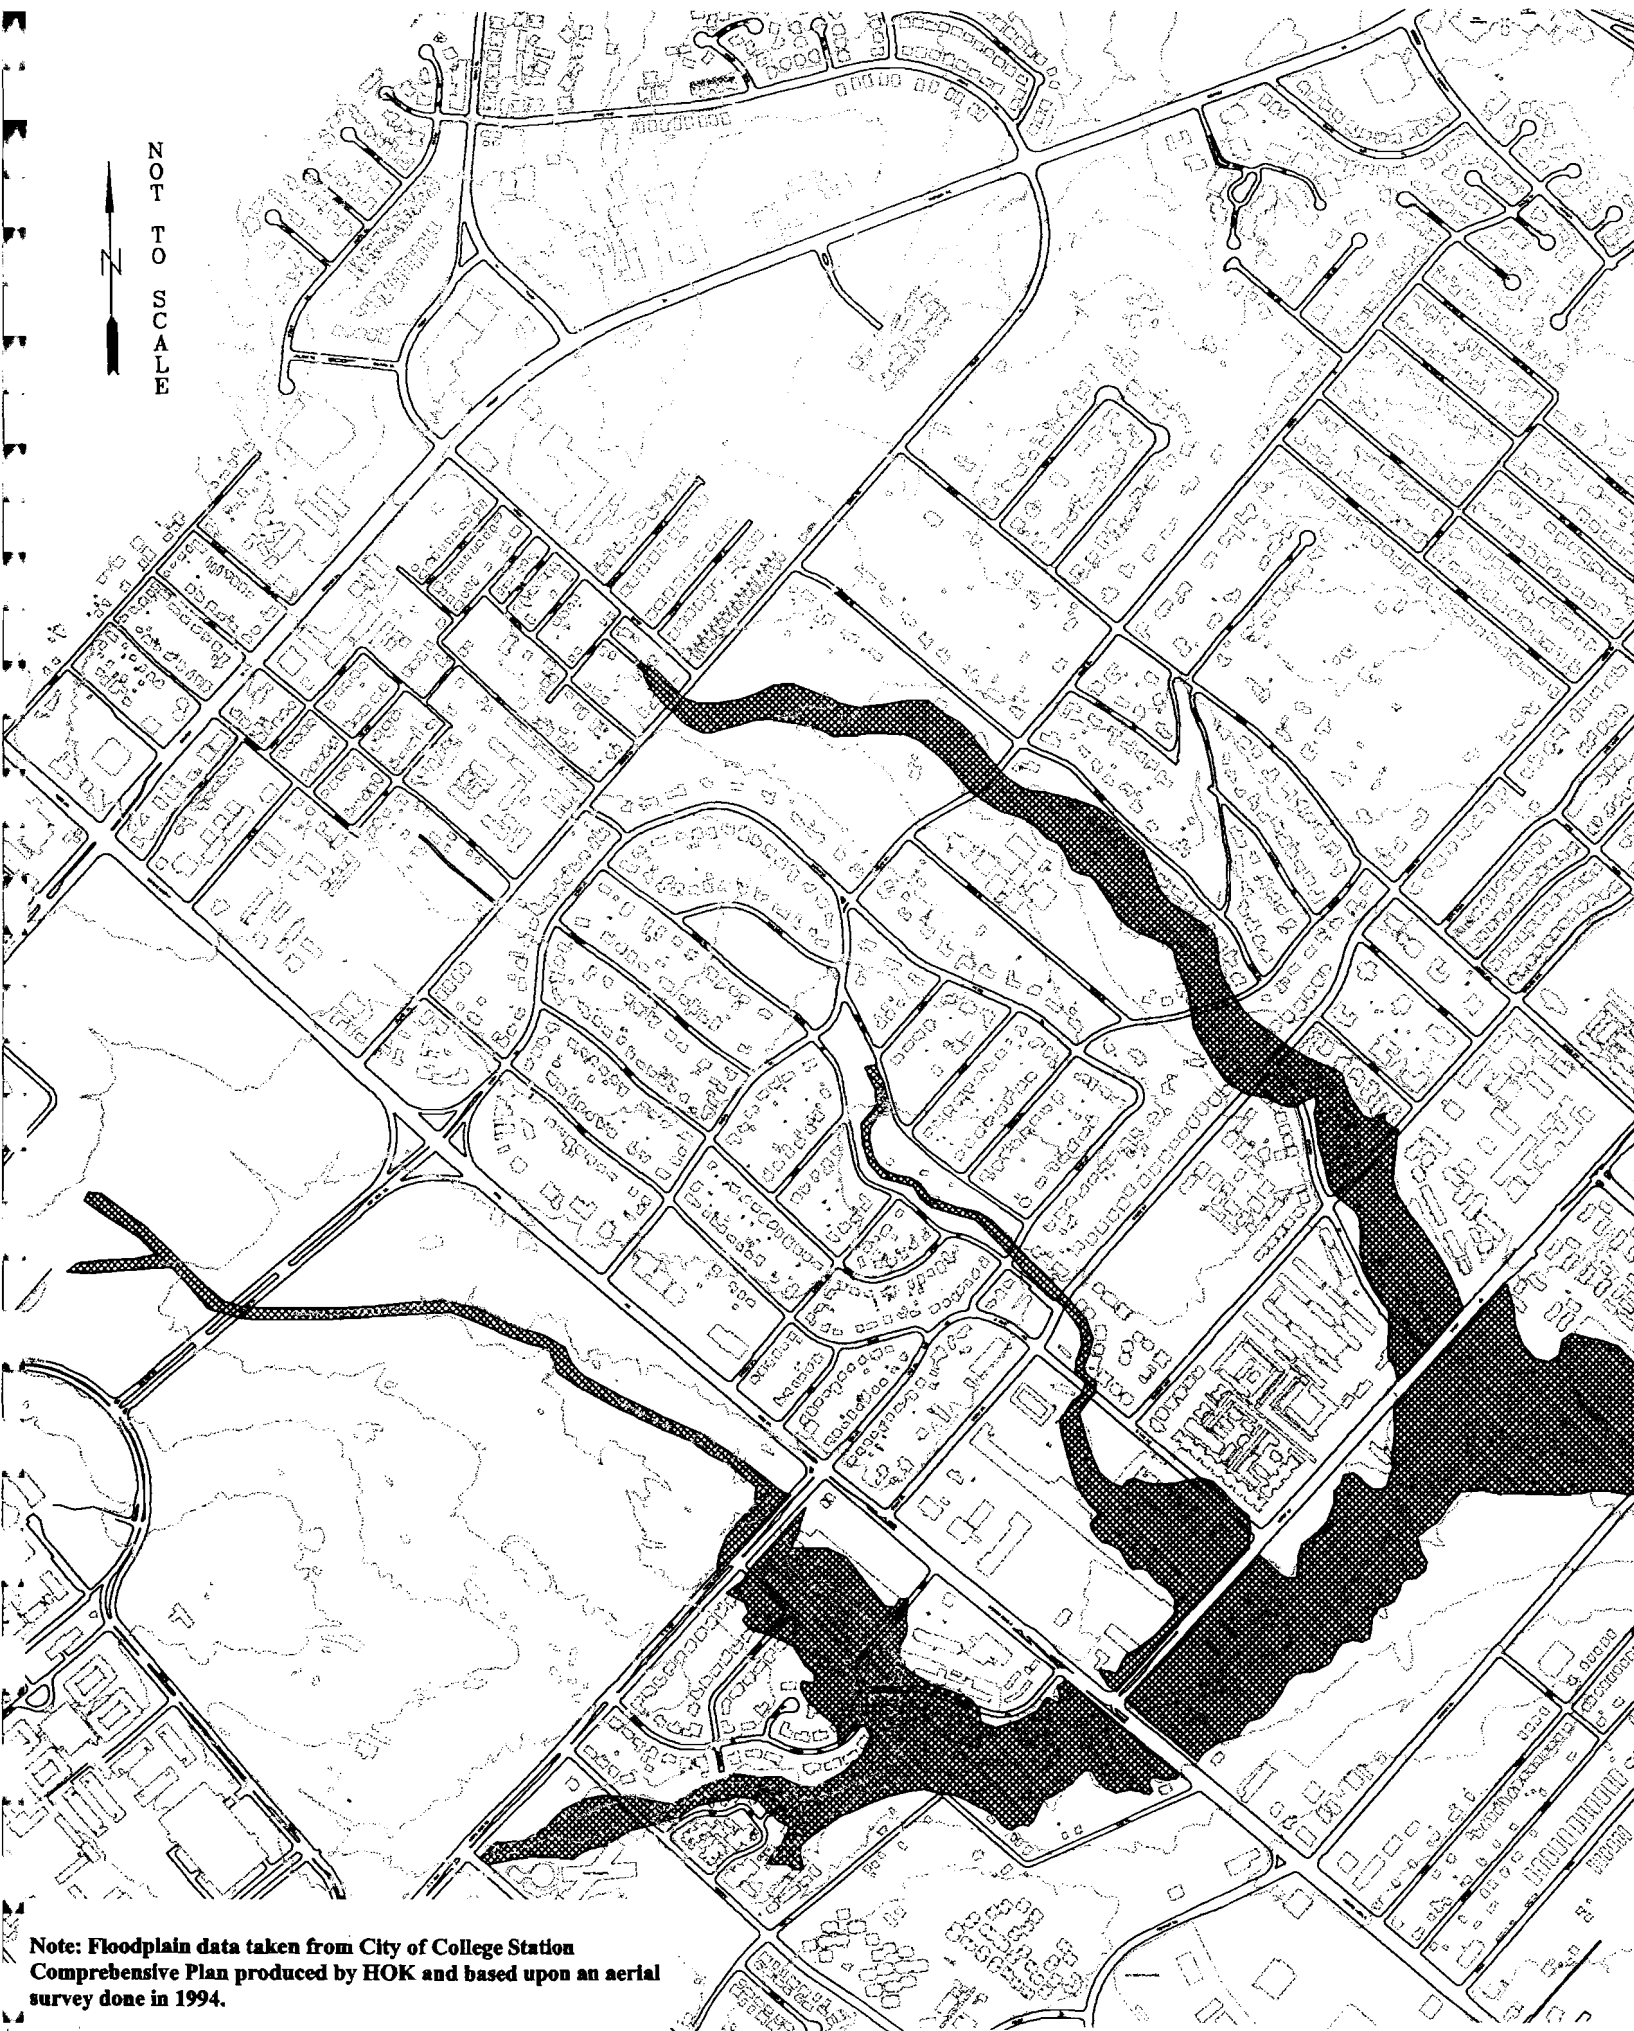 NOT TO SCALE
N
Note: Floodplain data taken from City of College Station
Comprehensive Plan produced by HOK and based upon an aerial
survey done in 1994.